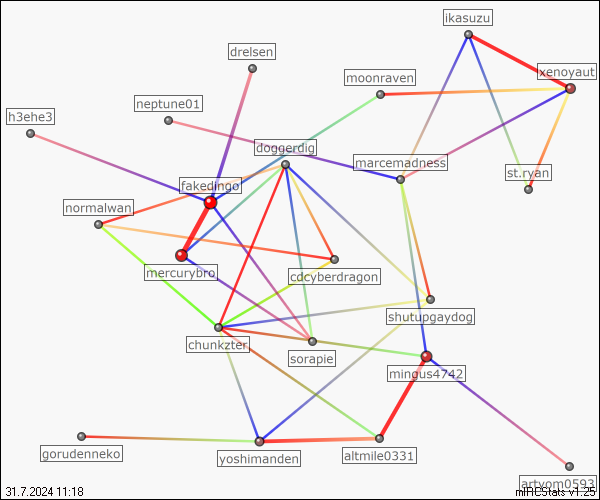 ikasuzu
drelsen
moonraven
xenoyaut
neptune01
h3ehe3
doggerdig
marcemadness
st.ryan
fakedingo
normalwan
mercurybro
cdcyberdragon
shutupgaydog
chunkzter
sorapie
mingus4742
gorudenneko
yoshimanden
altmile0331
artyom0593
31.7.2024 11:18
mIRCStats v1.25